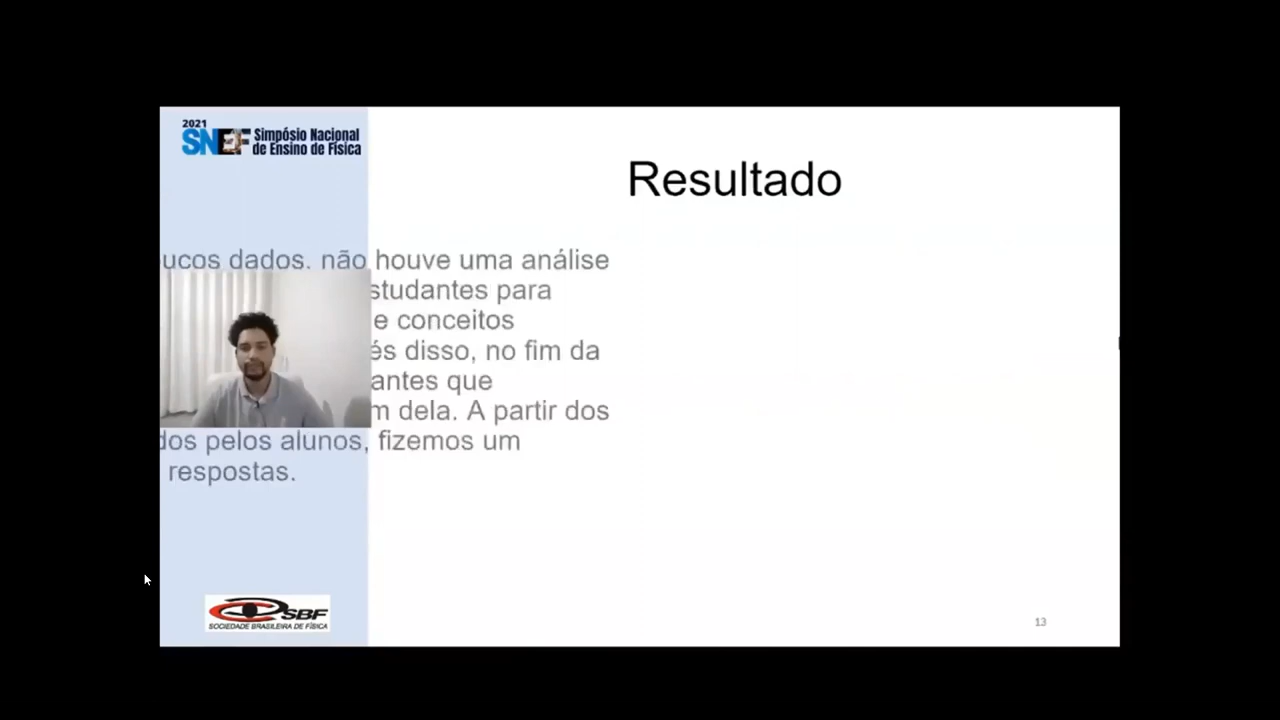 2021
SNEF Simpósio Nacional
de Ensino de Física
Resultado
ucos dados, não houve uma análise
studantes para
e conceitos
és disso, no fim da
antes que
m dela. A partir dos
dos pelos alunos, fizemos um
respostas.
SBF
SOCIEDADE BRASILEIRA DE FÍSICA
13